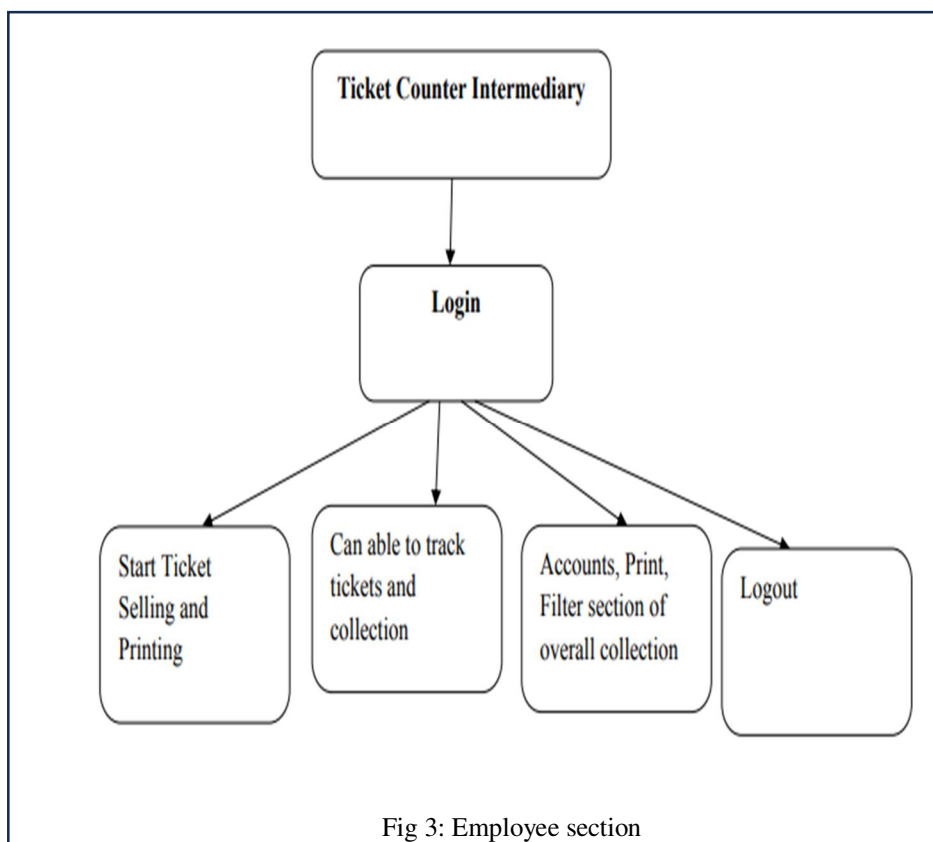 Ticket Counter Intermediary
Login
Start Ticket
Selling and
Printing
Can able to track
tickets and
collection
Accounts, Print,
Filter section of
overall collection
Logout
Fig 3: Employee section